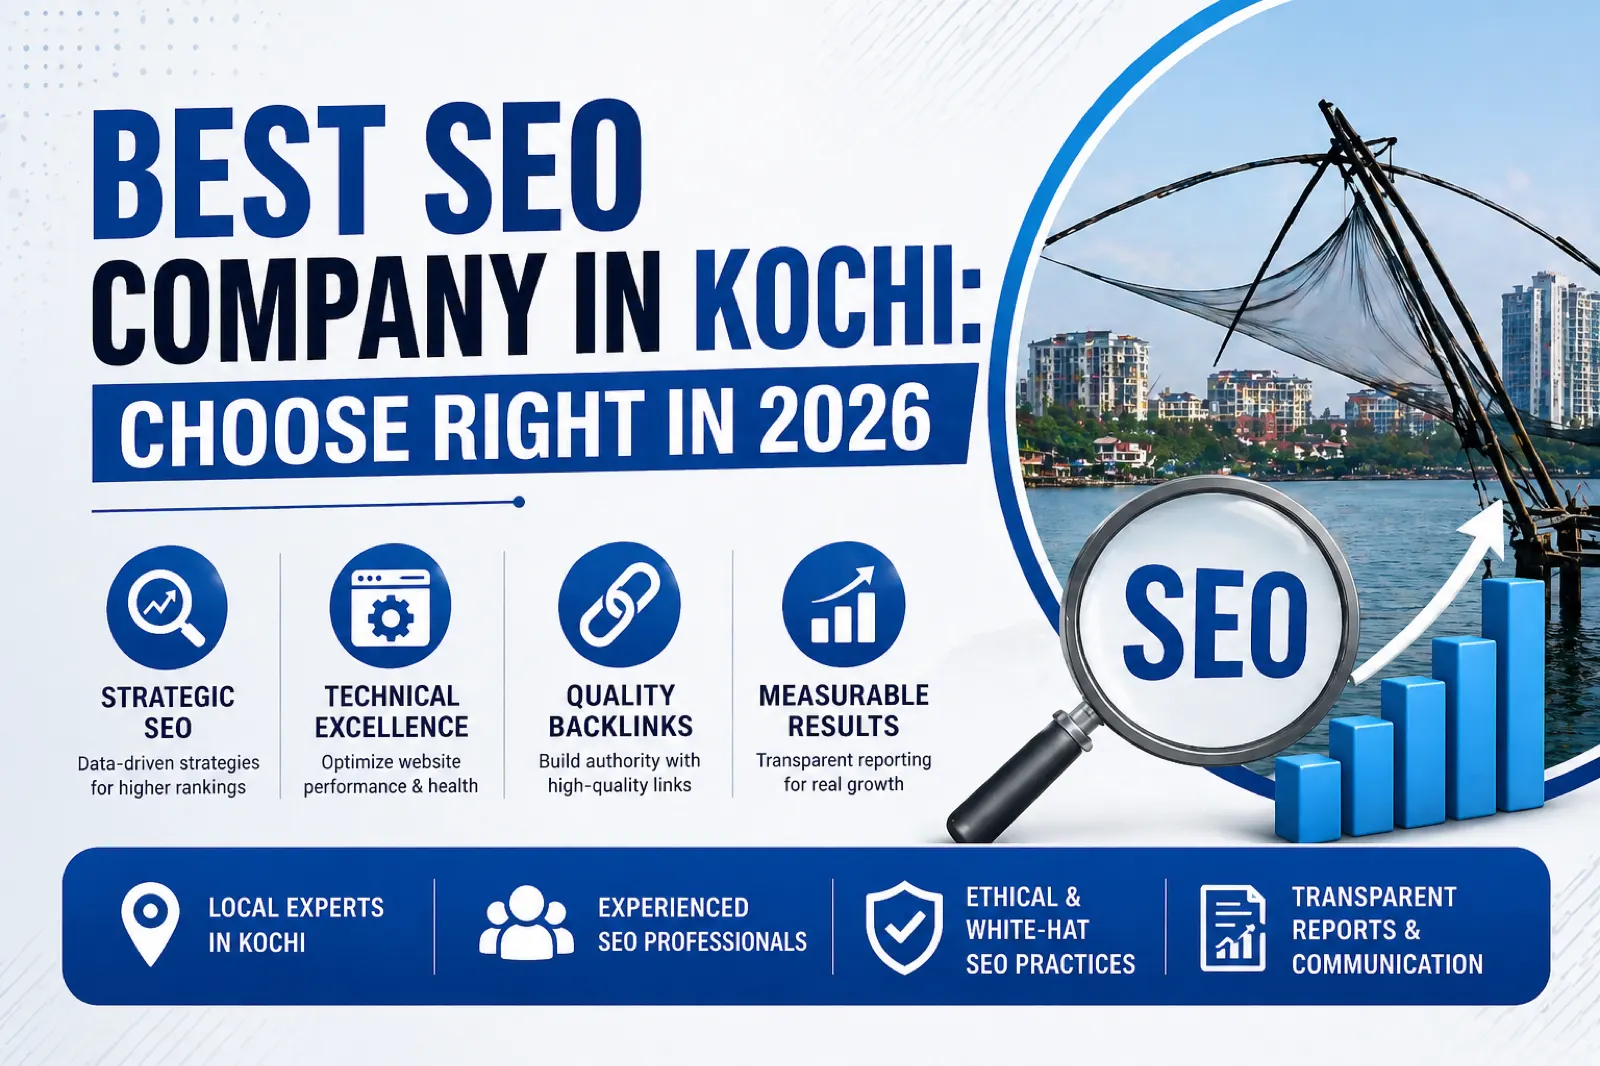 BEST SEO
COMPANY IN KOCHI:
CHOOSE RIGHT IN 2026
STRATEGIC
SEO
Data-driven strategies
for higher rankings
TECHNICAL
EXCELLENCE
Optimize website
performance & health
QUALITY
BACKLINKS
Build authority with
high-quality links
MEASURABLE
RESULTS
Transparent reporting
for real growth
SEO
LOCAL EXPERTS
IN KOCHI
EXPERIENCED
SEO PROFESSIONALS
ETHICAL &
WHITE-HAT
SEO PRACTICES
TRANSPARENT
REPORTS &
COMMUNICATION